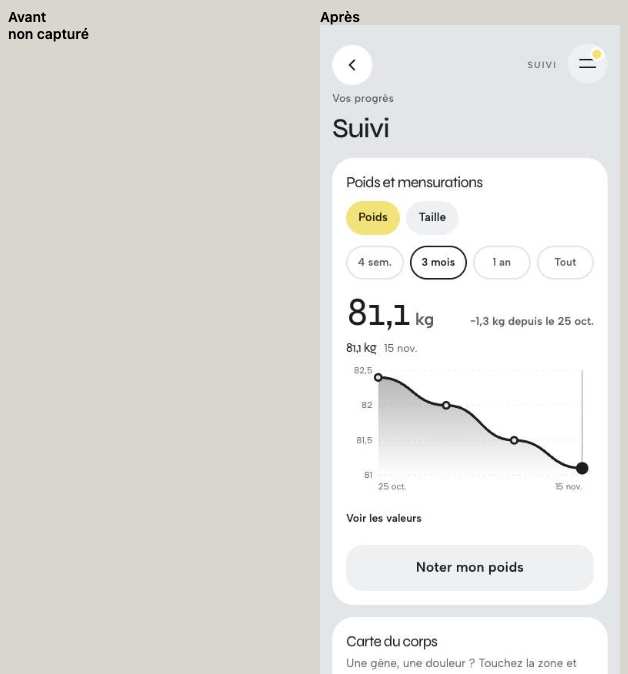 Avant
non capturé
Après
SUIVI
Vos progrès
Suivi
Poids et mensurations
Poids Taille
4 sem. 3 mois 1 an Tout
81,1 kg -1,3 kg depuis le 25 oct.
81,1 kg 15 nov.
82,5
82
81,5
81
25 oct. 15 nov.
Voir les valeurs
Noter mon poids
Carte du corps
Une gêne, une douleur ? Touchez la zone et